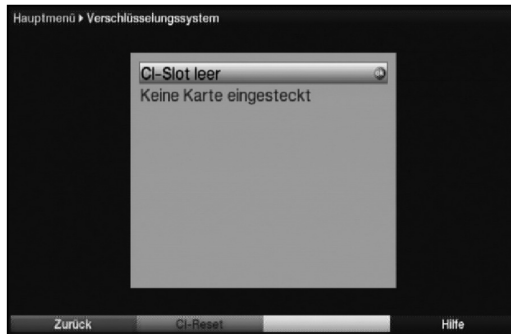 Hauptmenü ▸ Verschlüsselungssystem
CI-Slot leer
Keine Karte eingesteckt
Zurück CI-Reset Hilfe